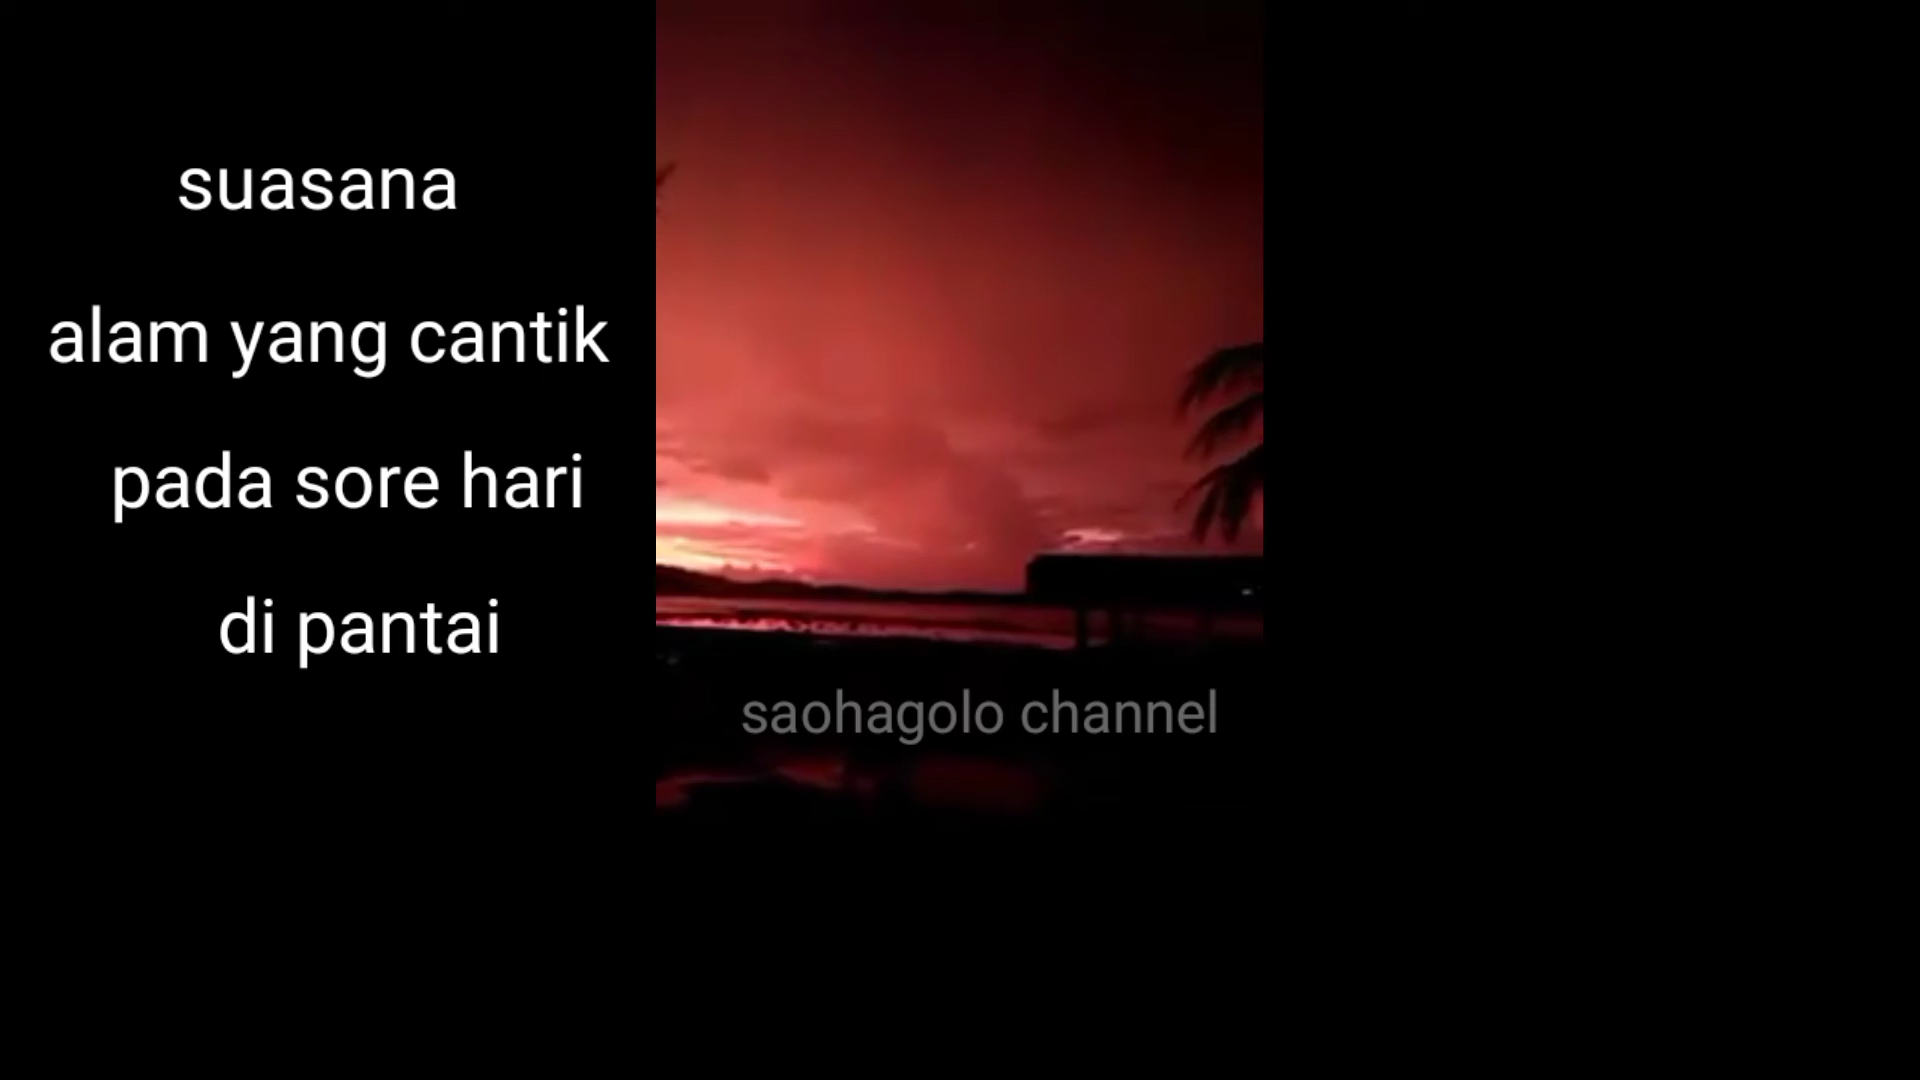 suasana
alam yang cantik
pada sore hari
di pantai
saohagolo channel